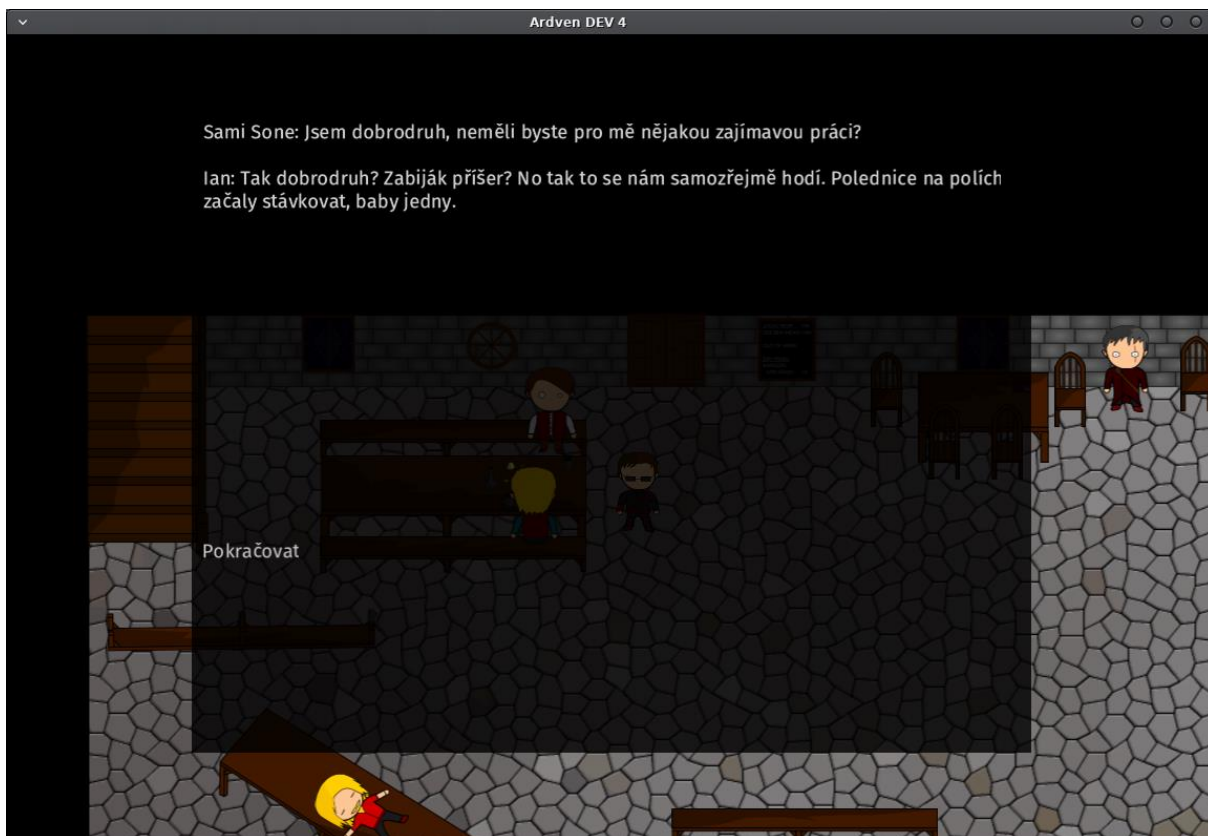 Ardven DEV 4
Sami Sone: Jsem dobrodruh, neměli byste pro mě nějakou zajímavou práci?
Ian: Tak dobrodruh? Zabiják příšer? No tak to se nám samozřejmě hodí. Polednice na polích
začaly stávkovat, baby jedny.
Pokračovat